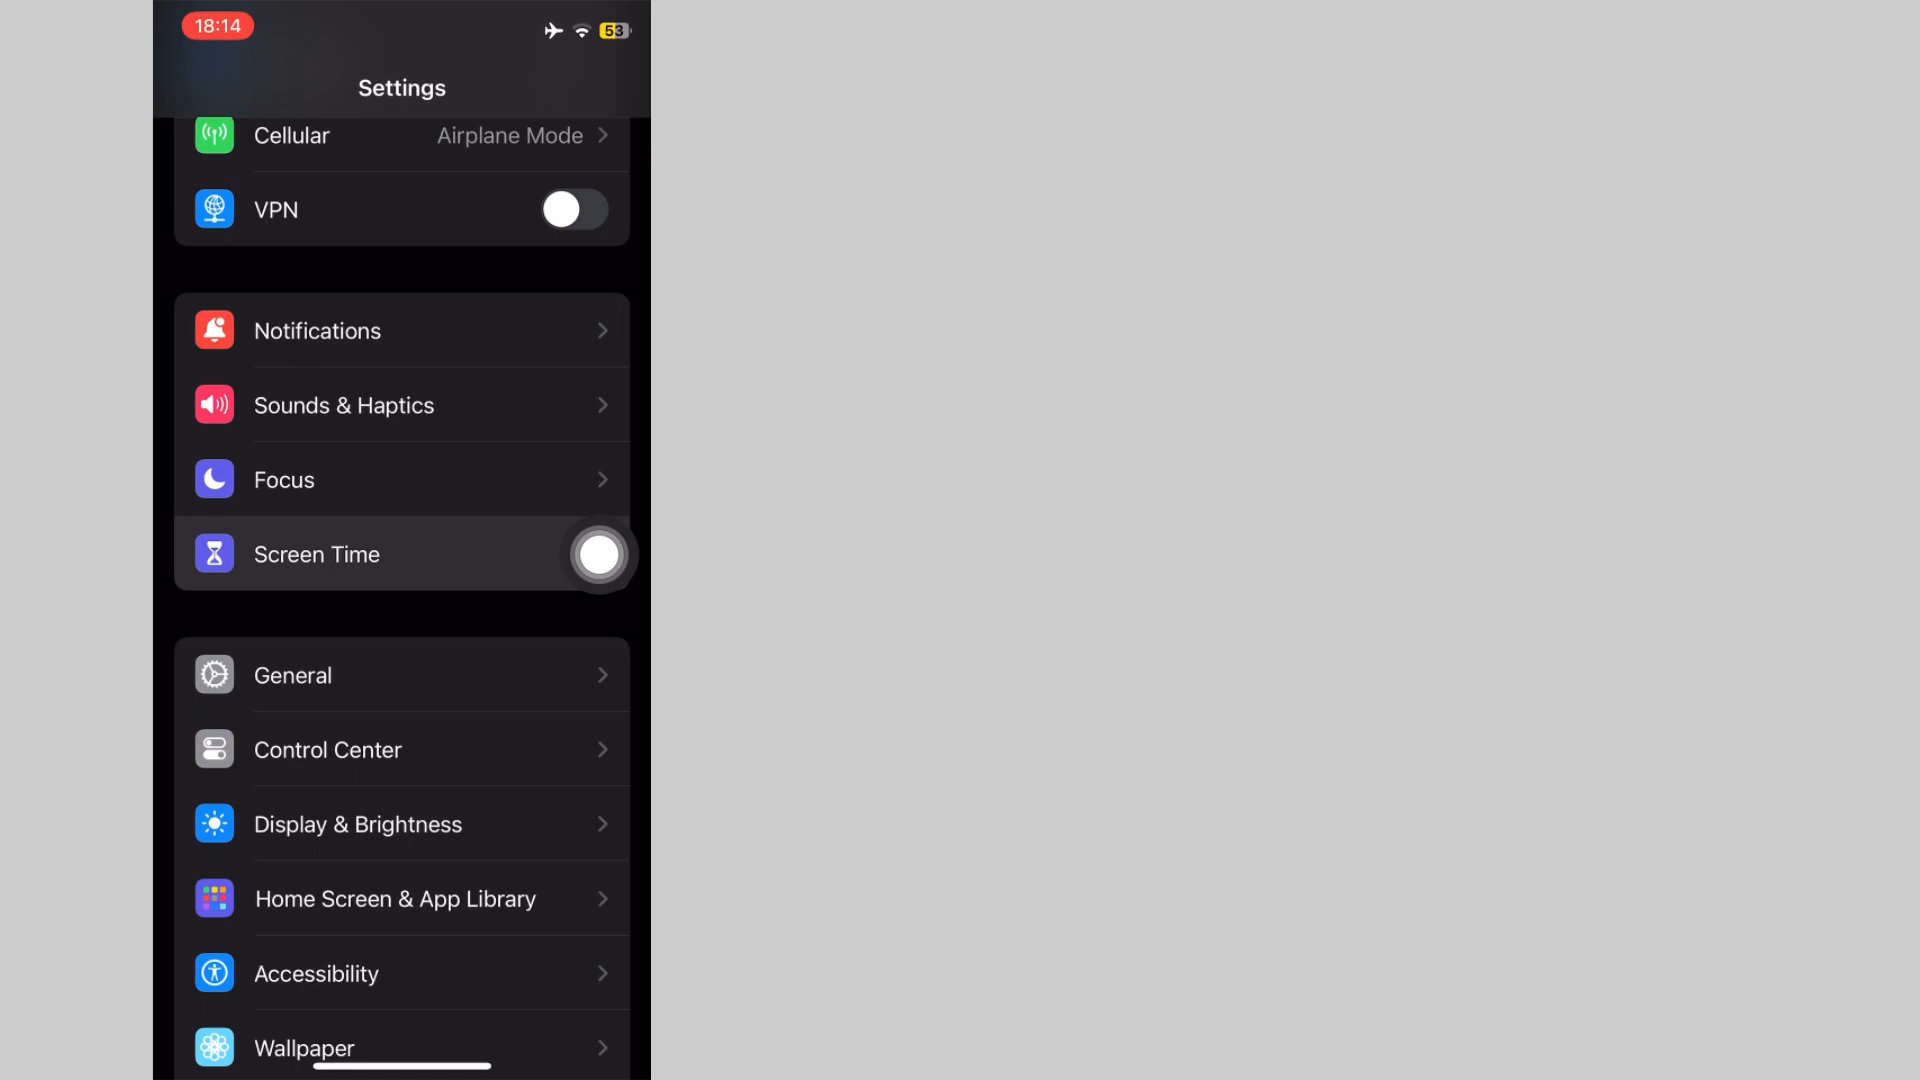 18:14
53
Settings
Cellular Airplane Mode
VPN
Notifications
Sounds & Haptics
Focus
Screen Time
General
Control Center
Display & Brightness
Home Screen & App Library
Accessibility
Wallpaper